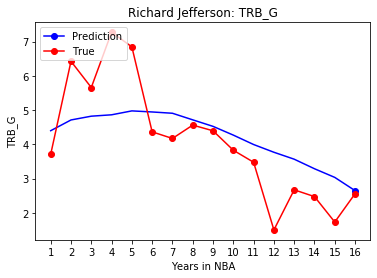 Richard Jefferson: TRB_G
Prediction
True
7
6
5
4
3
2
TRB_G
1 2 3 4 5 6 7 8 9 10 11 12 13 14 15 16
Years in NBA